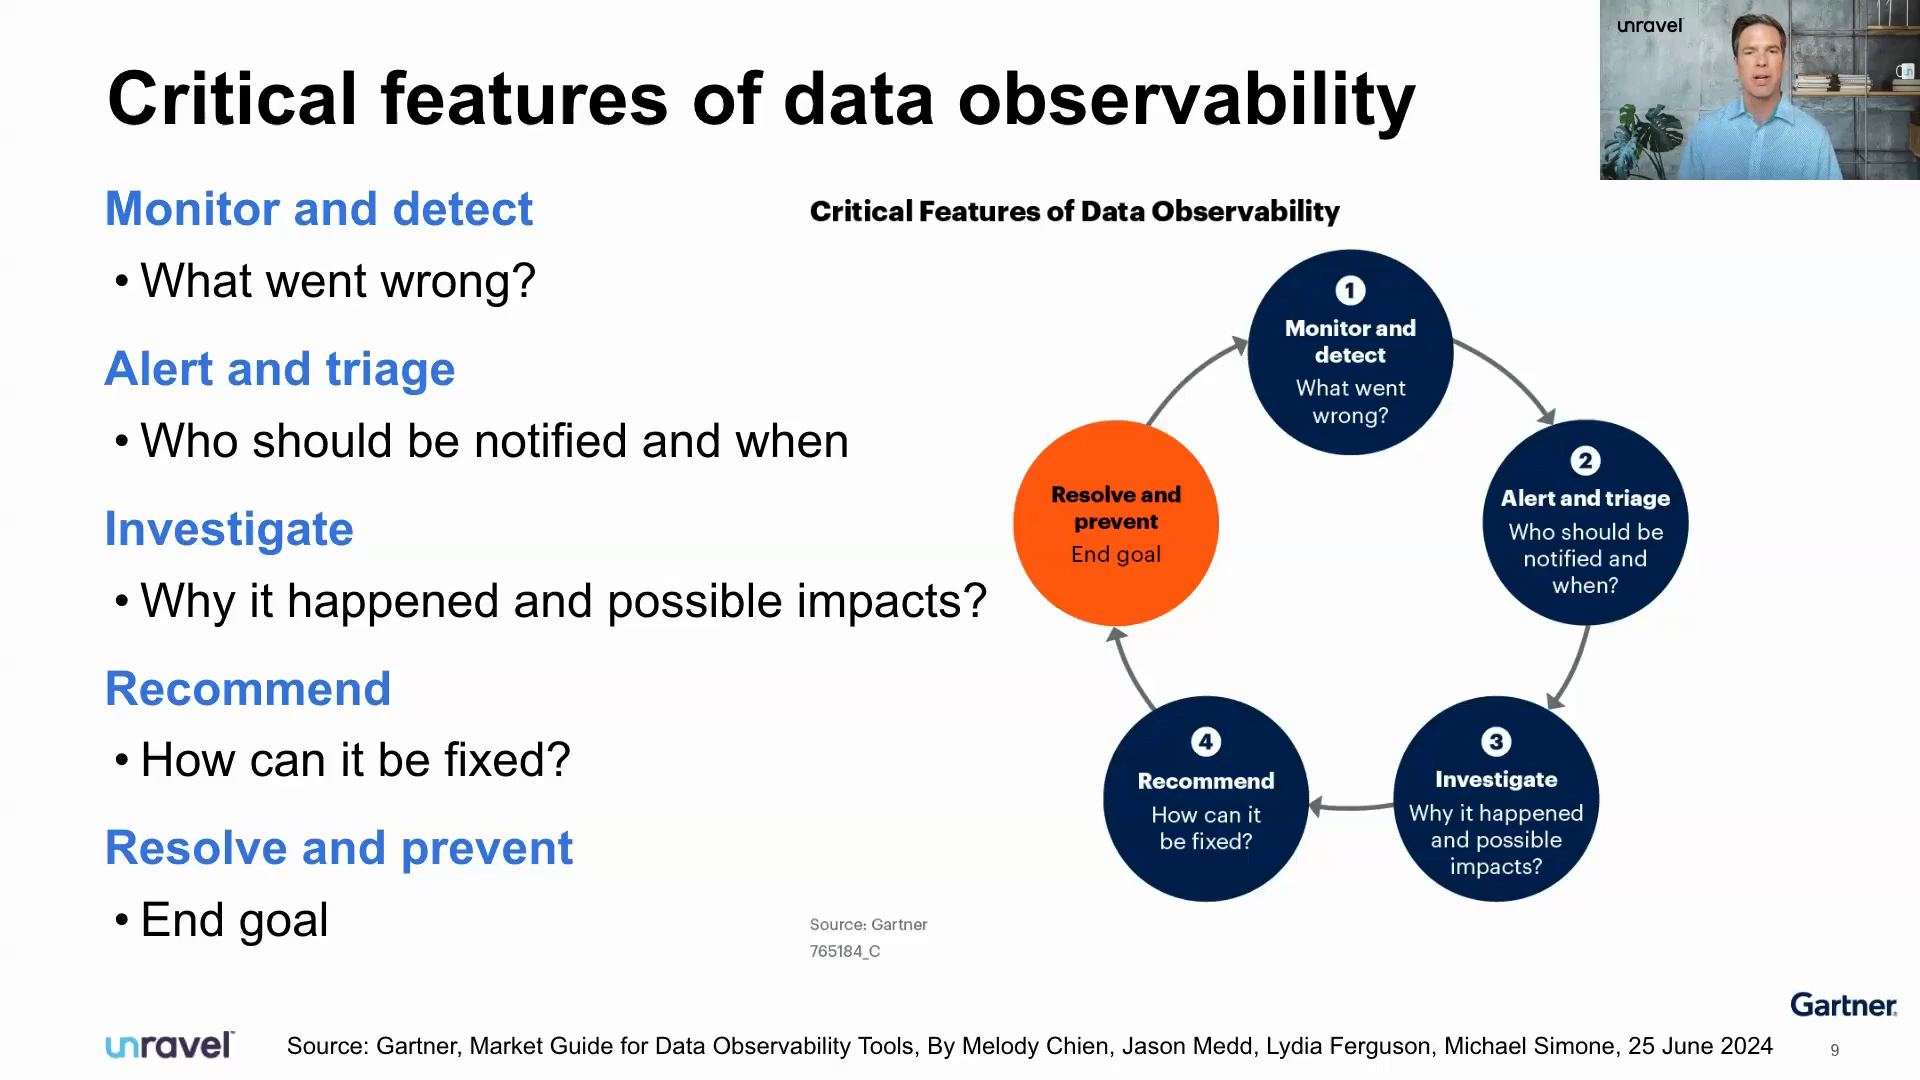 Critical features of data observability
unravel
Monitor and detect
• What went wrong?
Alert and triage
• Who should be notified and when
Investigate
• Why it happened and possible impacts?
Recommend
• How can it be fixed?
Resolve and prevent
• End goal
Critical Features of Data Observability
1
Monitor and
detect
What went
wrong?
2
Alert and triage
Who should be
notified and
when?
3
Investigate
Why it happened
and possible
impacts?
4
Recommend
How can it
be fixed?
Resolve and
prevent
End goal
Source: Gartner
765184_C
Gartner
unravel™
Source: Gartner, Market Guide for Data Observability Tools, By Melody Chien, Jason Medd, Lydia Ferguson, Michael Simone, 25 June 2024
9